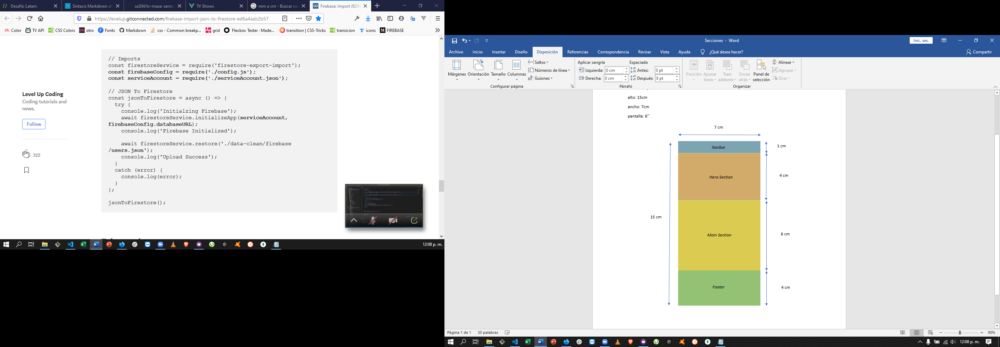 Desafío Latam
Sintaxis Markdown al
sa304/tv-maze: series
TV Shows
mm a cm - Buscar con
Firebase: Import JSON
https://levelup.gitconnected.com/firebase-import-json-to-firestore-ed6a4adc2b57
Color
TV API
CSS Colors
otro
Fonts
Markdown
css - Common breakp...
grid
Flexbox Tester · Made...
transition | CSS-Tricks
transicion
icons
FIREBASE
Level Up Coding
Coding tutorials and
news.
Follow
322
// Imports
const firestoreService = require('firestore-export-import');
const firebaseConfig = require('./config.js');
const serviceAccount = require('./serviceAccount.json');
// JSON To Firestore
const jsonToFirestore = async () => {
try {
console.log('Initialzing Firebase');
await firestoreService.initializeApp(serviceAccount,
firebaseConfig.databaseURL);
console.log('Firebase Initialized');
await firestoreService.restore('./data-clean/firebase
/users.json');
console.log('Upload Success');
}
catch (error) {
console.log(error);
}
};
jsonToFirestore();
12:08 p. m.
Secciones - Word
Inic. ses.
Archivo
Inicio
Insertar
Diseño
Disposición
Referencias
Correspondencia
Revisar
Vista
Ayuda
¿Qué desea hacer?
Compartir
Márgenes
Orientación
Tamaño
Columnas
Saltos
Números de línea
Guiones
Configurar página
Aplicar sangría
Izquierda: 0 cm
Derecha: 0 cm
Espaciado
Antes: 0 pt
Después: 8 pt
Párrafo
Posición
Ajustar
texto
Traer
adelante
Enviar
atrás
Panel de
selección
Alinear
Agrupar
Girar
Organizar
alto: 15cm
ancho: 7cm
pantalla: 6’’
7 cm
Navbar
1 cm
Hero Section
4 cm
15 cm
Main Section
6 cm
Footer
4 cm
Página 1 de 1
30 palabras
90%
12:08 p. m.